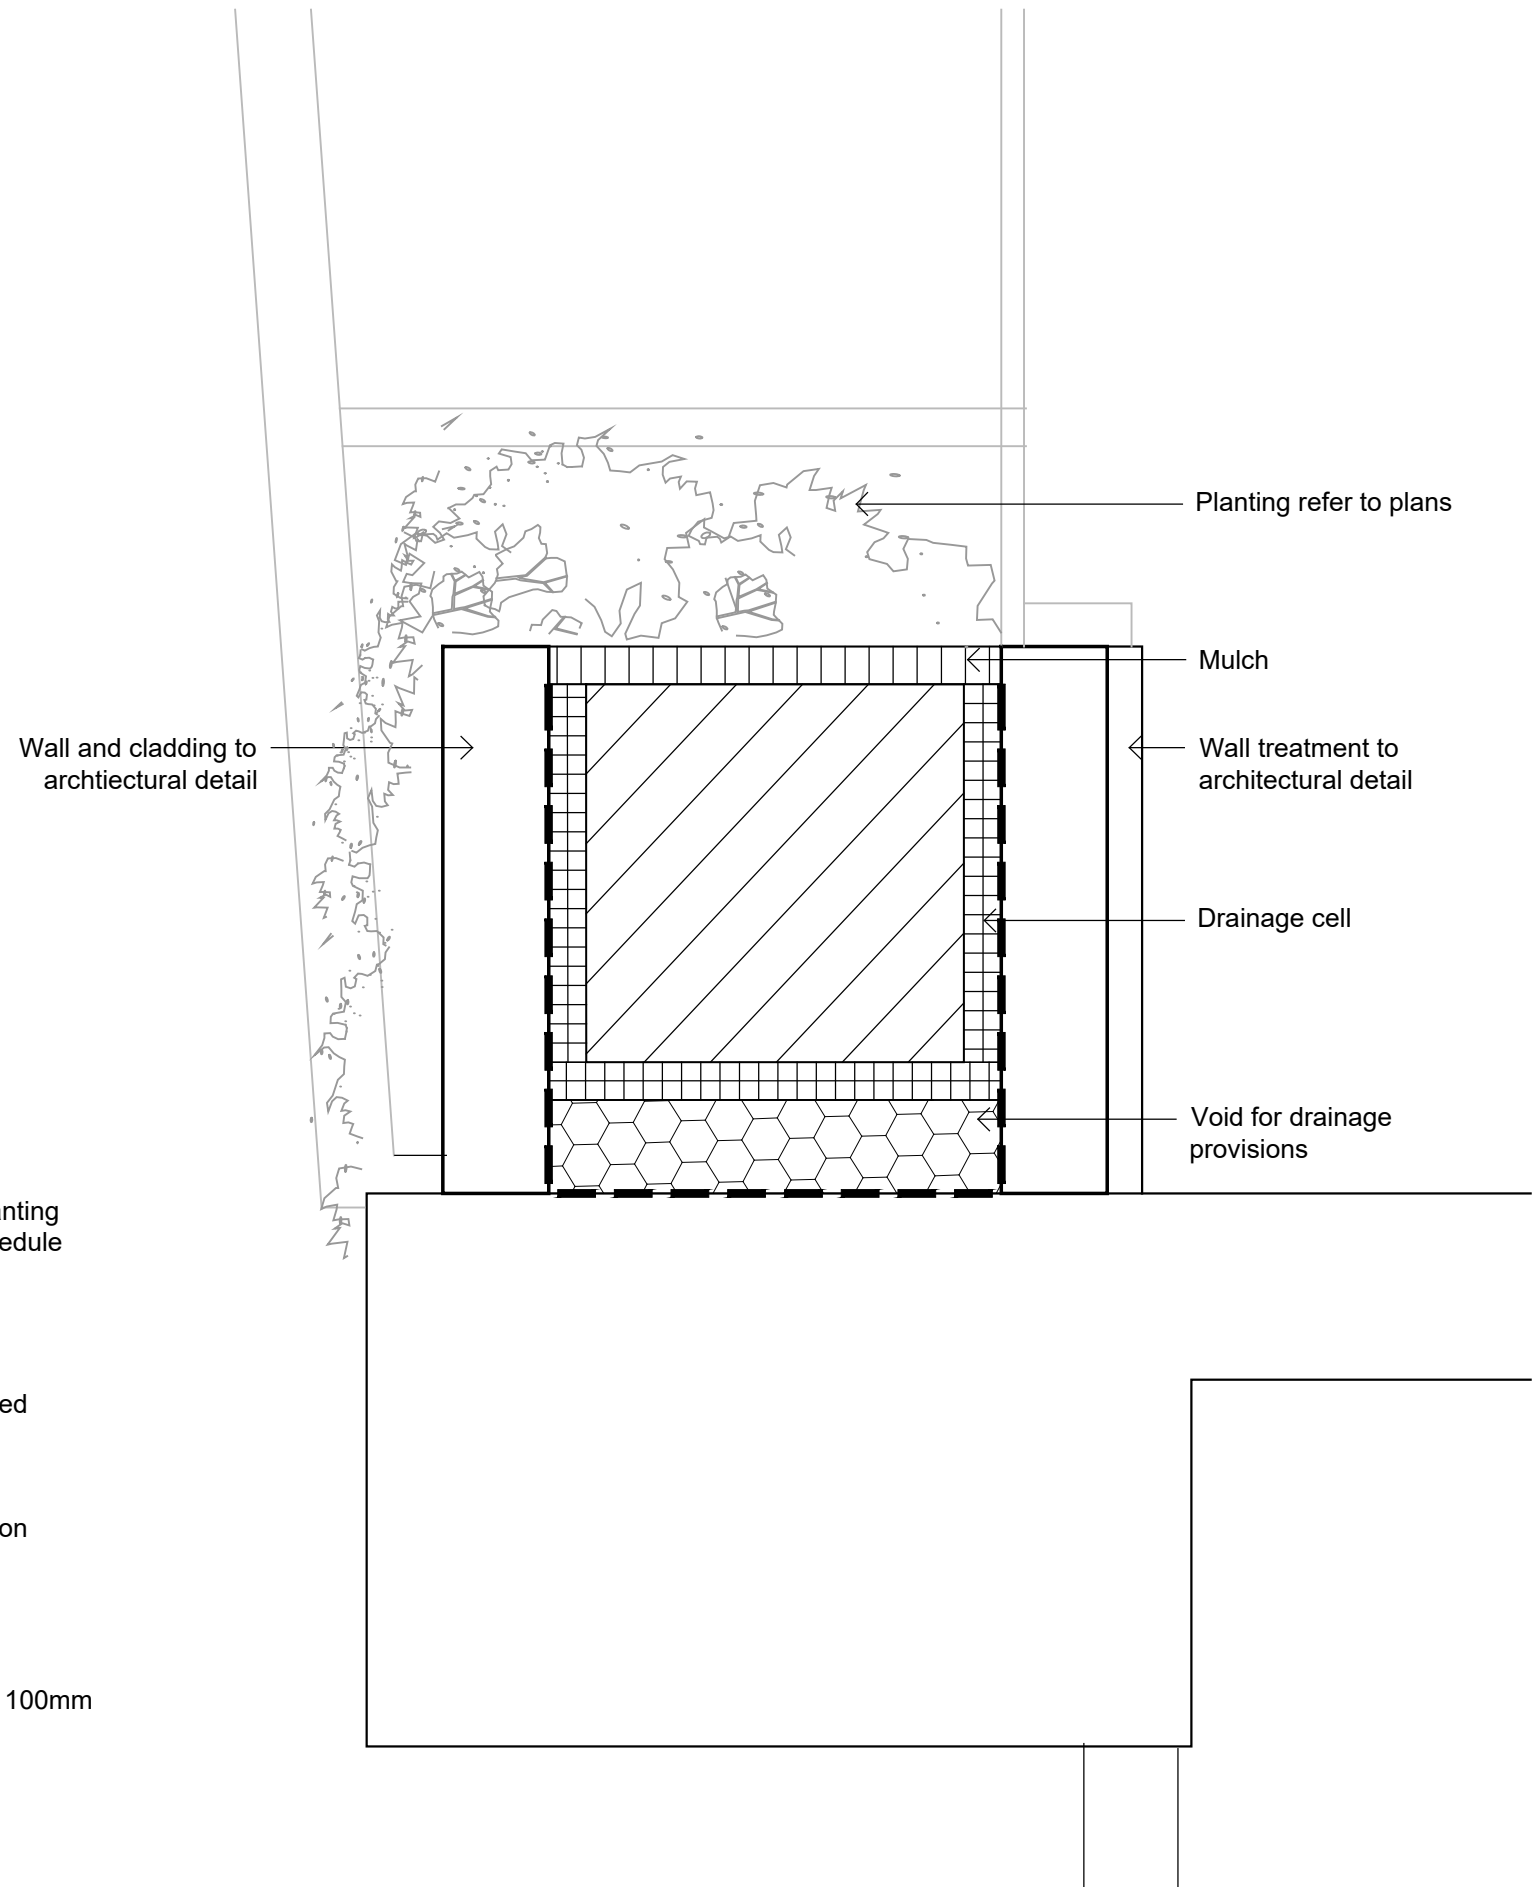 Planting refer to plans
Mulch
Wall and cladding to
archtiectural detail
Wall treatment to
architectural detail
Drainage cell
Void for drainage
provisions
100mm